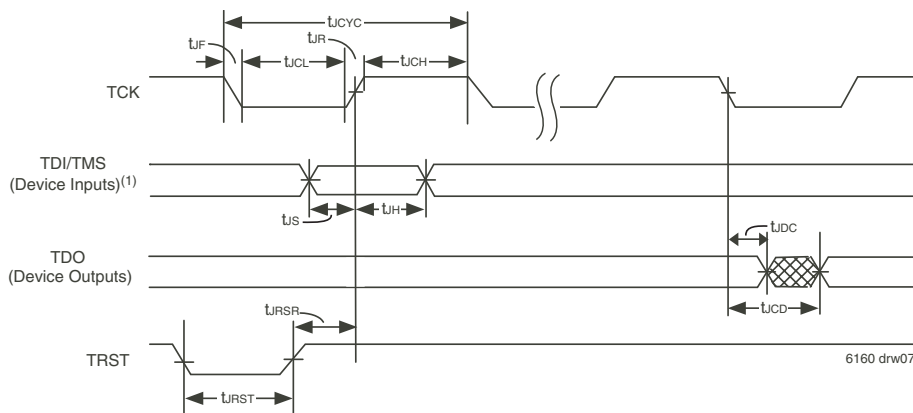 tJCYC
tJF
tJR
tJCL
tJCH
TCK
TDI/TMS
(Device Inputs)(1)
tJS
tJH
tJDC
TDO
(Device Outputs)
tJCD
tJRSR
TRST
6160 drw07
tJRST